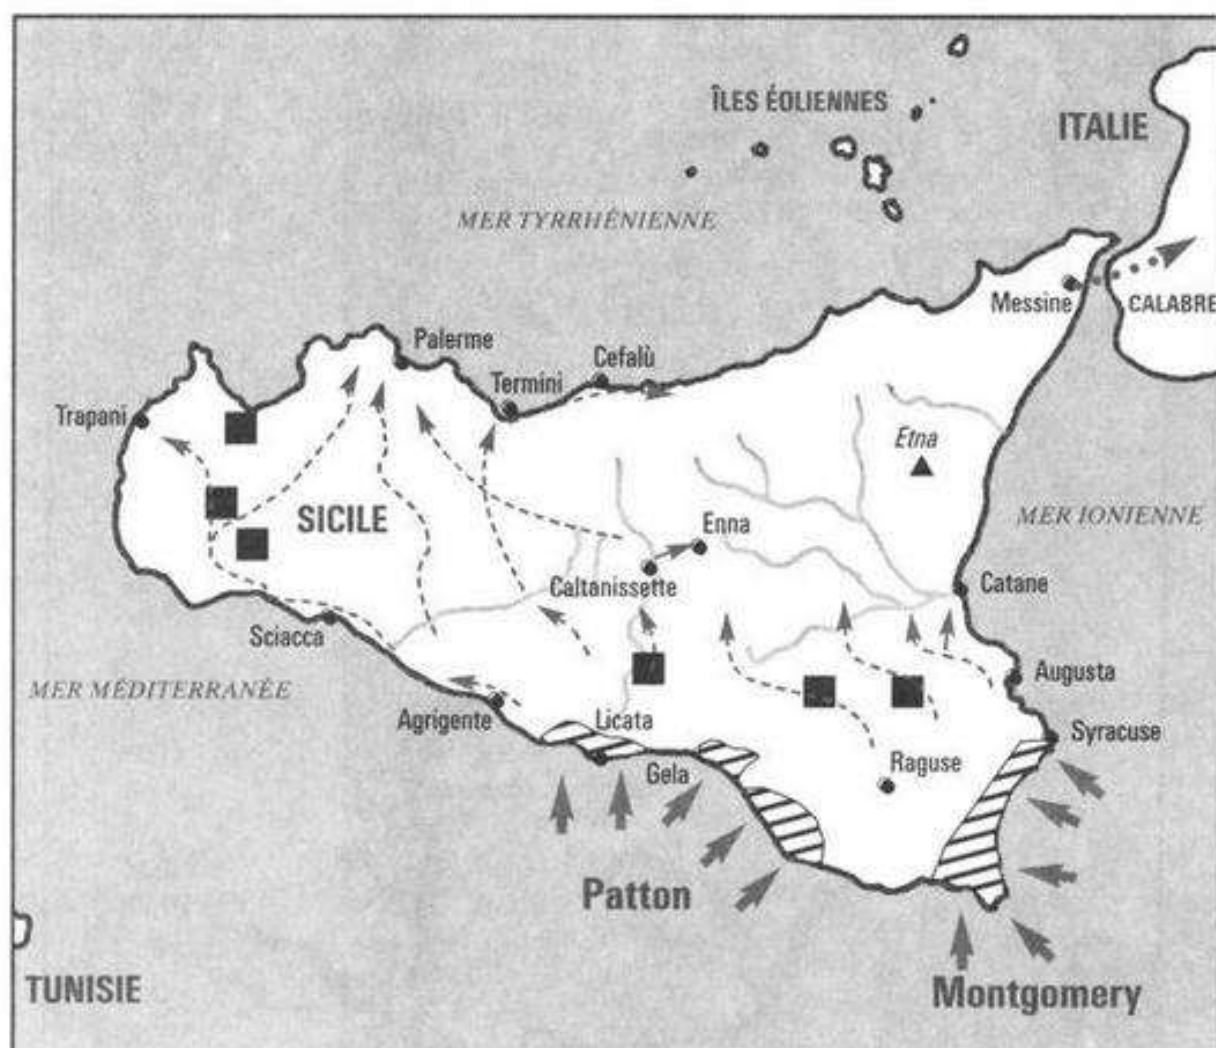 ÎLES ÉOLIENNES
ITALIE
MER TYRRHÉNIENNE
Messine
CALABRE
Palerme
Cefalù
Termini
Trapani
Etna
SICILE
MER IONIENNE
Enna
Caltanissette
Catane
Sciacca
MER MÉDITERRANÉE
Augusta
Agrigente
Licata
Syracuse
Gela
Raguse
Patton
TUNISIE
Montgomery